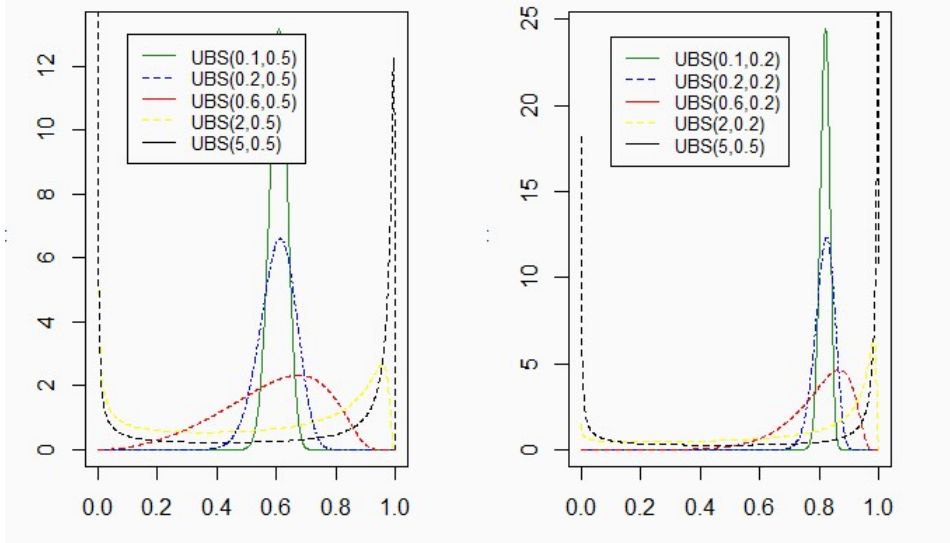 UBS(0.1,0.5)
UBS(0.2,0.5)
UBS(0.6,0.5)
UBS(2,0.5)
UBS(5,0.5)
0 2 4 6 8 10 12
0.0 0.2 0.4 0.6 0.8 1.0
UBS(0.1,0.2)
UBS(0.2,0.2)
UBS(0.6,0.2)
UBS(2,0.2)
UBS(5,0.5)
0 5 10 15 20 25
0.0 0.2 0.4 0.6 0.8 1.0